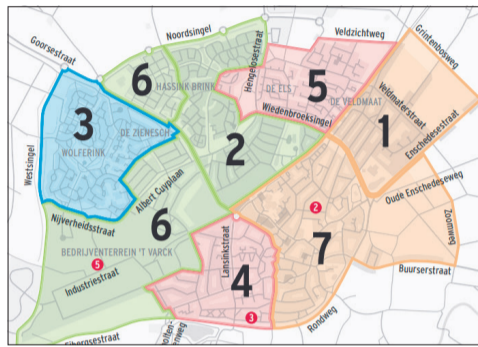 Goorsestraat
Noordsingel
Hengelosestraat
Veldzichtweg
Grintenbosweg
6
HASSINK-BRINK
5
DE ELS
DE VELDMAAT
3
WOLFERINK
DE ZIENESCH
Wiedenbroeksingel
Veldmaterstraat
1
Enschedesestraat
2
Westsingel
Albert Cuyplaan
Oude Enschedeseweg
Nijverheidsstraat
6
2
BEDRIJVENTERREIN 'T VARCK
5
Lansinkstraat
7
Zoomweg
Industriestraat
4
Buurserstraat
3
Rondweg